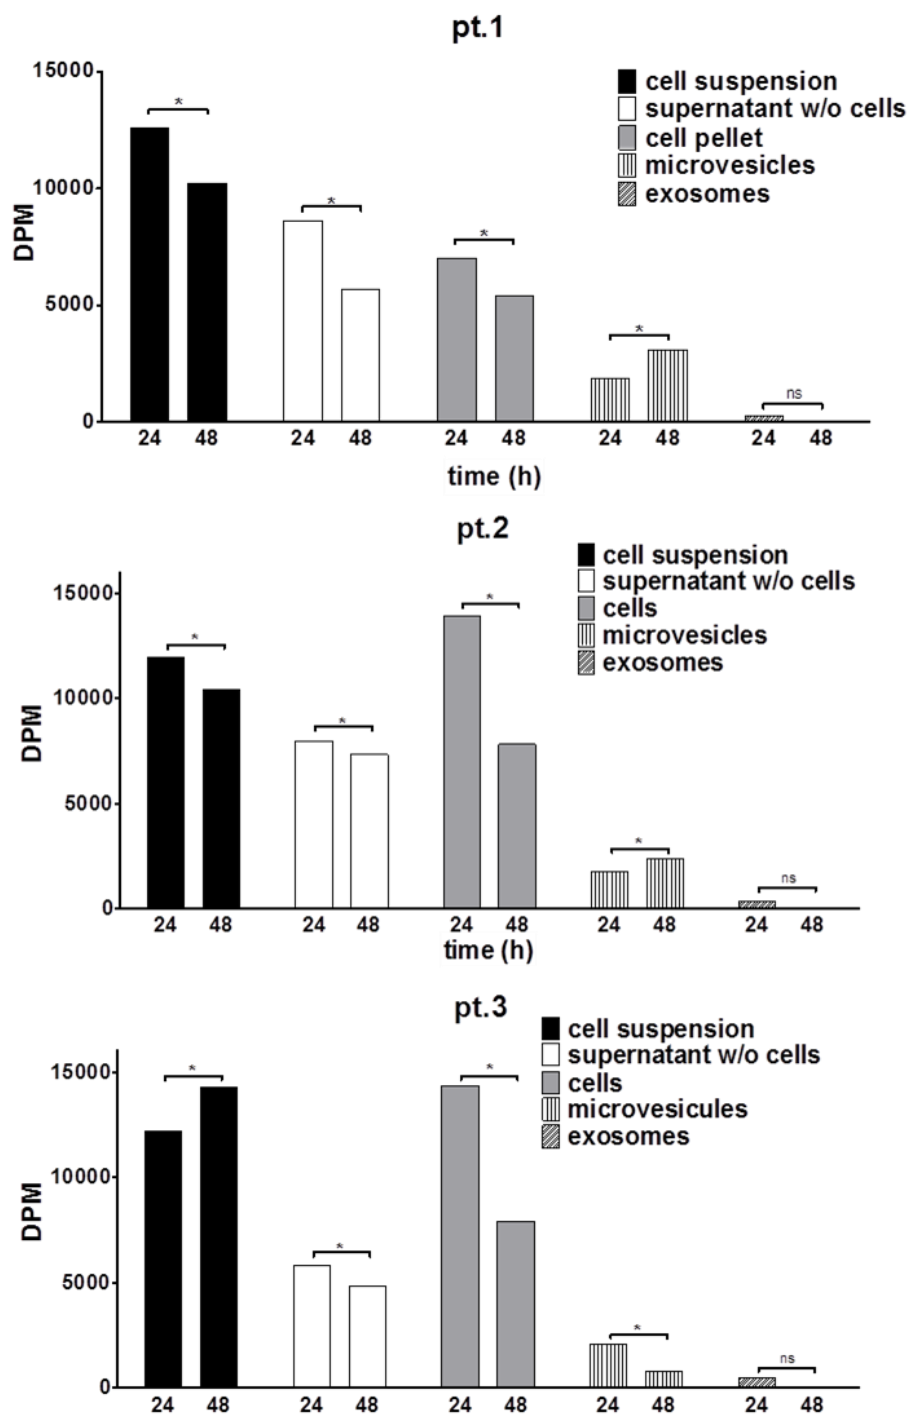 pt.1
15000
10000
5000
0
DPM
cell suspension
supernatant w/o cells
cell pellet
microvesicles
exosomes
* * * * ns
24 48 24 48 24 48 24 48 24 48
time (h)
pt.2
15000
10000
5000
0
DPM
cell suspension
supernatant w/o cells
cells
microvesicles
exosomes
* * * * ns
24 48 24 48 24 48 24 48 24 48
time (h)
pt.3
15000
10000
5000
0
DPM
cell suspension
supernatant w/o cells
cells
microvesicules
exosomes
* * * * ns
24 48 24 48 24 48 24 48 24 48